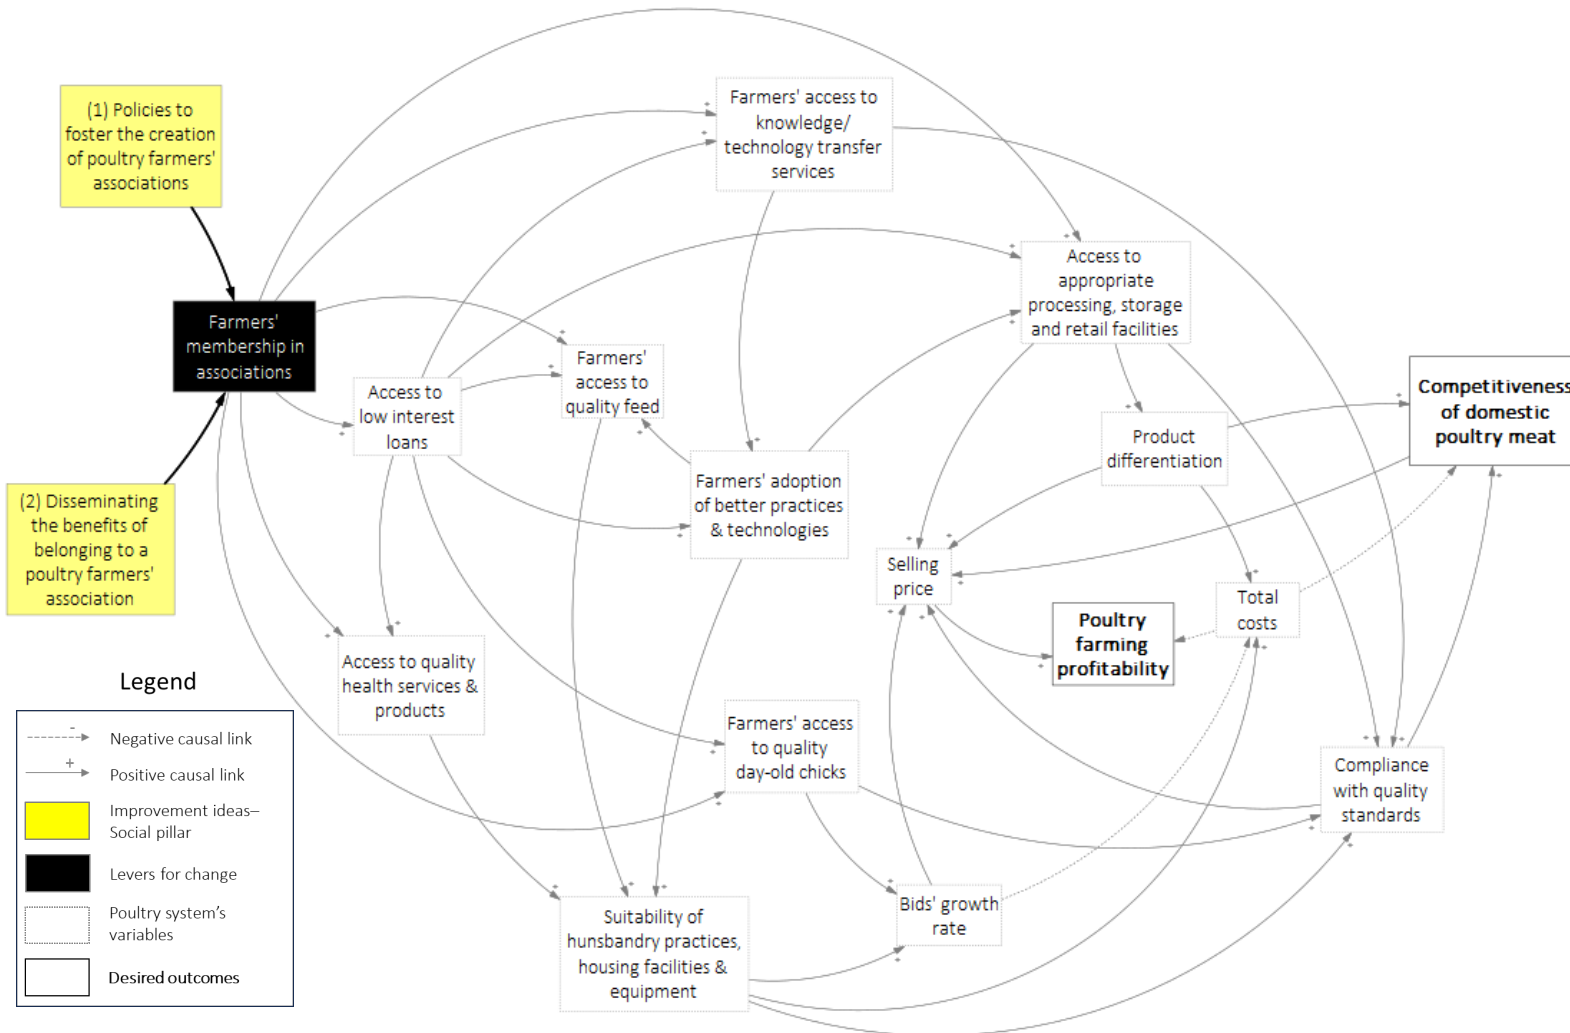 (1) Policies to
foster the creation
of poultry farmers'
associations
Farmers'
membership in
associations
(2) Disseminating
the benefits of
belonging to a
poultry farmers'
association
Farmers' access to
knowledge/
technology transfer
services
Access to
low interest
loans
Farmers'
access to
quality feed
Farmers' adoption
of better practices
& technologies
Access to
appropriate
processing, storage
and retail facilities
Product
differentiation
Competitiveness
of domestic
poultry meat
Selling
price
Poultry
farming
profitability
Total
costs
Access to quality
health services &
products
Farmers' access
to quality
day-old chicks
Compliance
with quality
standards
Suitability of
hunsbandry practices,
housing facilities &
equipment
Bids' growth
rate
Legend
-
Negative causal link
+
Positive causal link
Improvement ideas–
Social pillar
Levers for change
Poultry system's
variables
Desired outcomes